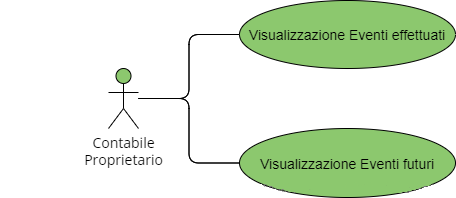 Visualizzazione Eventi effettuati
Contabile
Proprietario
Visualizzazione Eventi futuri